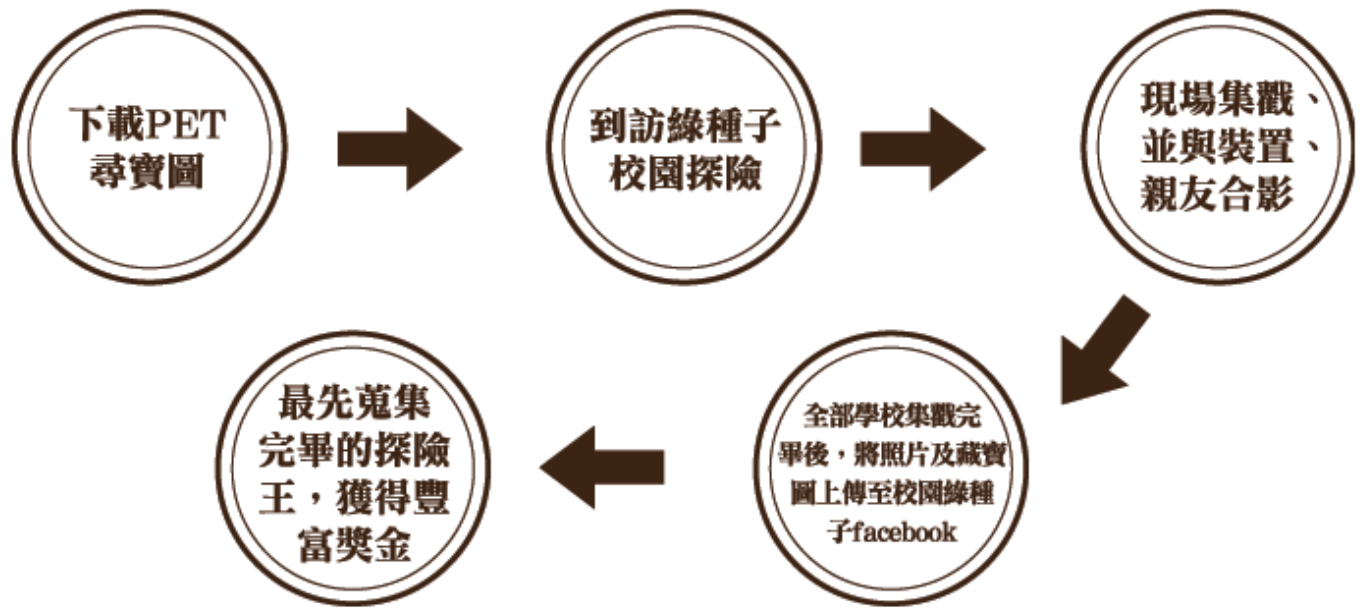 下載PET
尋寶圖
到訪綠種子
校園探險
現場集戳、
並與裝置、
親友合影
全部學校集戳完
畢後，將照片及藏寶
圖上傳至校園綠種
子facebook
最先蒐集
完畢的探險
王，獲得豐
富獎金